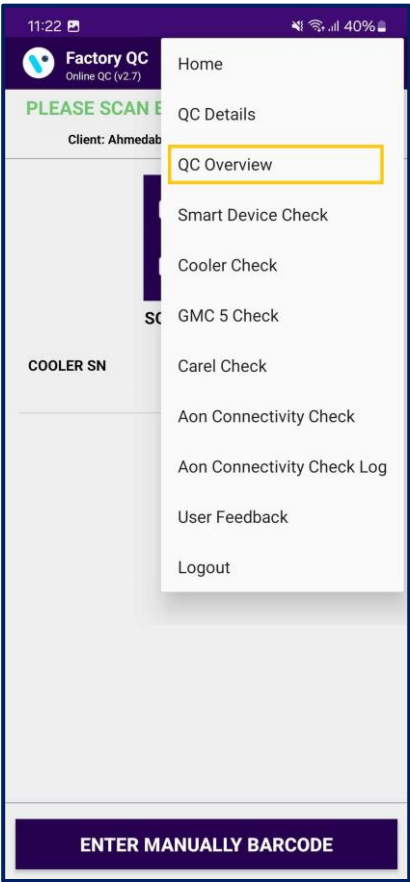 11:22 40%
Factory QC
Online QC (v2.7)
PLEASE SCAN
Client:
Home
QC Details
QC Overview
Smart Device Check
Cooler Check
GMC 5 Check
Carel Check
Aon Connectivity Check
Aon Connectivity Check Log
User Feedback
Logout
COOLER SN
ENTER MANUALLY BARCODE